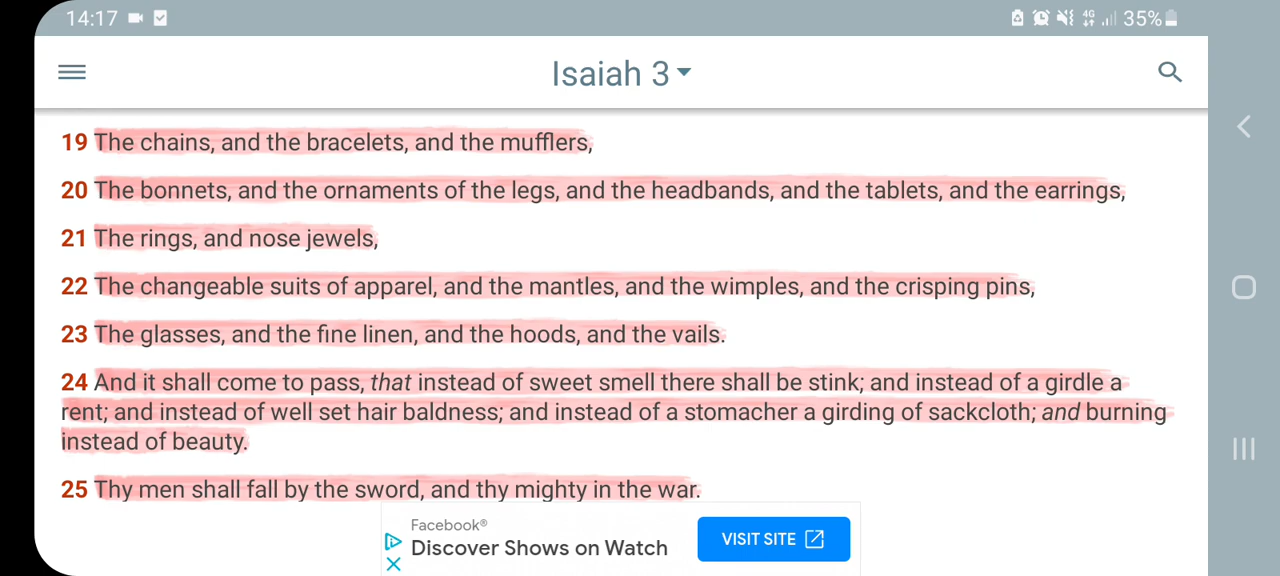 14:17 4G 35%
Isaiah 3
19 The chains, and the bracelets, and the mufflers,
20 The bonnets, and the ornaments of the legs, and the headbands, and the tablets, and the earrings,
21 The rings, and nose jewels,
22 The changeable suits of apparel, and the mantles, and the wimples, and the crisping pins,
23 The glasses, and the fine linen, and the hoods, and the vails.
24 And it shall come to pass, that instead of sweet smell there shall be stink; and instead of a girdle a
rent; and instead of well set hair baldness; and instead of a stomacher a girding of sackcloth; and burning
instead of beauty.
25 Thy men shall fall by the sword, and thy mighty in the war.
Facebook®
Discover Shows on Watch
VISIT SITE